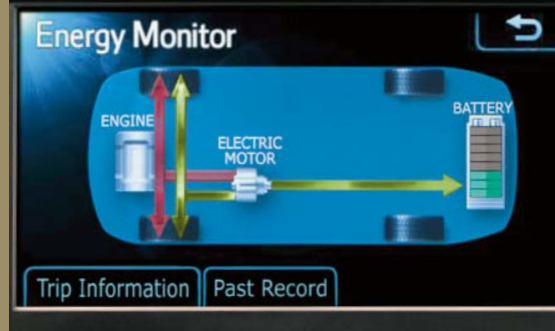 Energy Monitor
ENGINE
ELECTRIC
MOTOR
BATTERY
Trip Information
Past Record